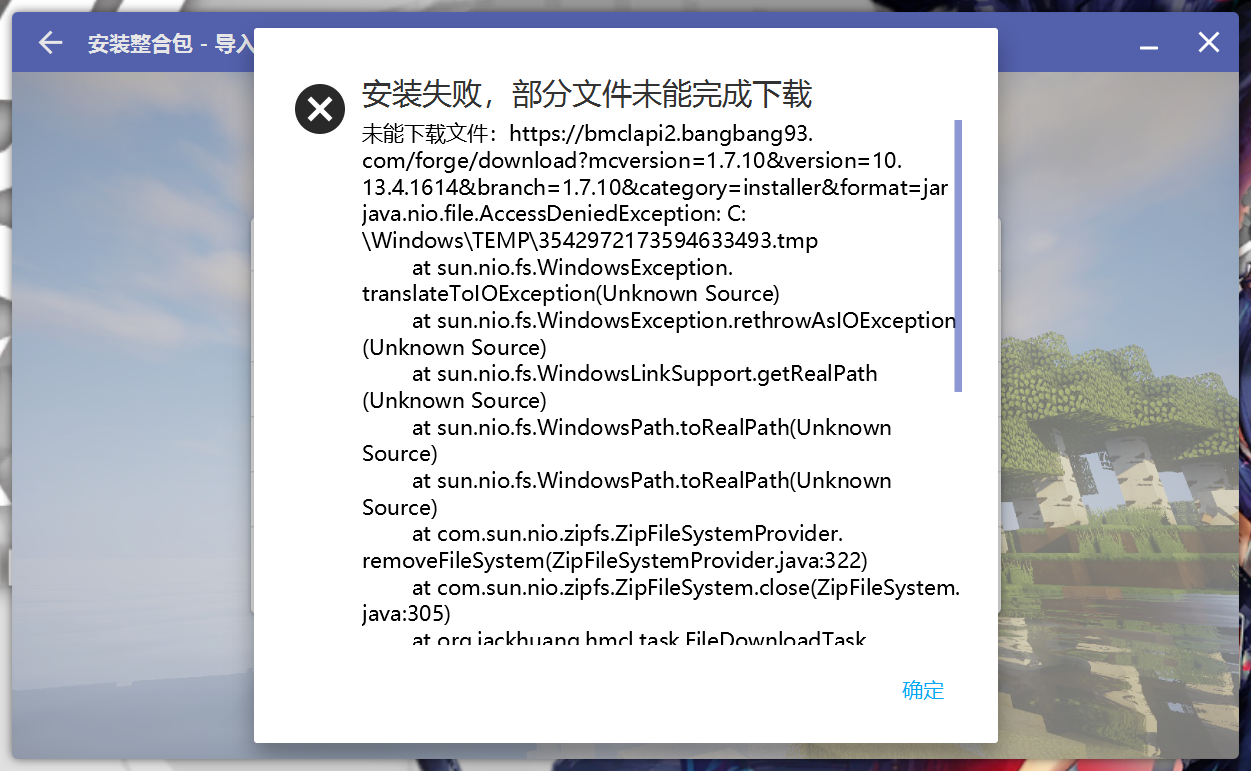 安装整合包 - 导入
安装失败，部分文件未能完成下载
未能下载文件：https://bmclapi2.bangbang93.
com/forge/download?mcversion=1.7.10&version=10.
13.4.1614&branch=1.7.10&category=installer&format=jar
java.nio.file.AccessDeniedException: C:
\Windows\TEMP\3542972173594633493.tmp
at sun.nio.fs.WindowsException.
translateToIOException(Unknown Source)
at sun.nio.fs.WindowsException.rethrowAsIOException
(Unknown Source)
at sun.nio.fs.WindowsLinkSupport.getRealPath
(Unknown Source)
at sun.nio.fs.WindowsPath.toRealPath(Unknown
Source)
at sun.nio.fs.WindowsPath.toRealPath(Unknown
Source)
at com.sun.nio.zipfs.ZipFileSystemProvider.
removeFileSystem(ZipFileSystemProvider.java:322)
at com.sun.nio.zipfs.ZipFileSystem.close(ZipFileSystem.
java:305)
at org.jackhuang.hmcl.task.FileDownloadTask
确定